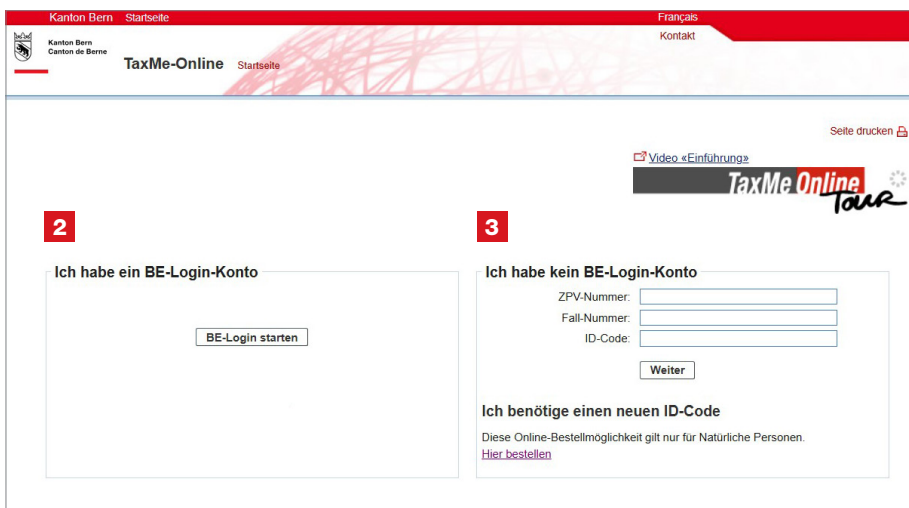 Kanton Bern Startseite Français
Kontakt
Kanton Bern
Canton de Berne
TaxMe-Online Startseite
Seite drucken
Video «Einführung»
TaxMe Online
Tour
2
3
Ich habe ein BE-Login-Konto
BE-Login starten
Ich habe kein BE-Login-Konto
ZPV-Nummer:
Fall-Nummer:
ID-Code:
Weiter
Ich benötige einen neuen ID-Code
Diese Online-Bestellmöglichkeit gilt nur für Natürliche Personen.
Hier bestellen